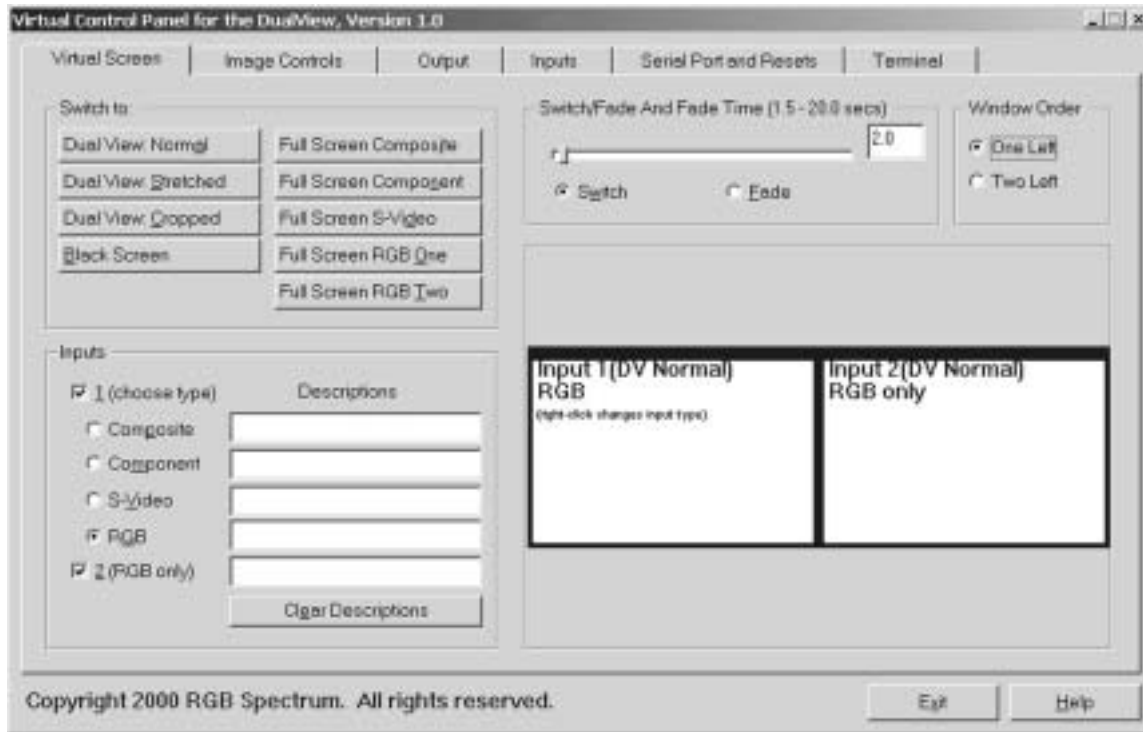 Virtual Control Panel for the DualView, Version 1.0
Virtual Screen
Image Controls
Output
Inputs
Serial Port and Resets
Terminal
Switch to:
Dual View: Normal
Dual View: Stretched
Dual View: Cropped
Black Screen
Full Screen Composite
Full Screen Component
Full Screen S-Video
Full Screen RGB One
Full Screen RGB Two
Switch/Fade And Fade Time (1.5 - 20.0 secs)
2.0
Switch
Fade
Window Order
One Left
Two Left
Inputs
1 (choose type)
Descriptions
Composite
Component
S-Video
RGB
2 (RGB only)
Clear Descriptions
Input 1(DV Normal)
RGB
(right-click changes input type)
Input 2(DV Normal)
RGB only
Copyright 2000 RGB Spectrum. All rights reserved.
Exit
Help